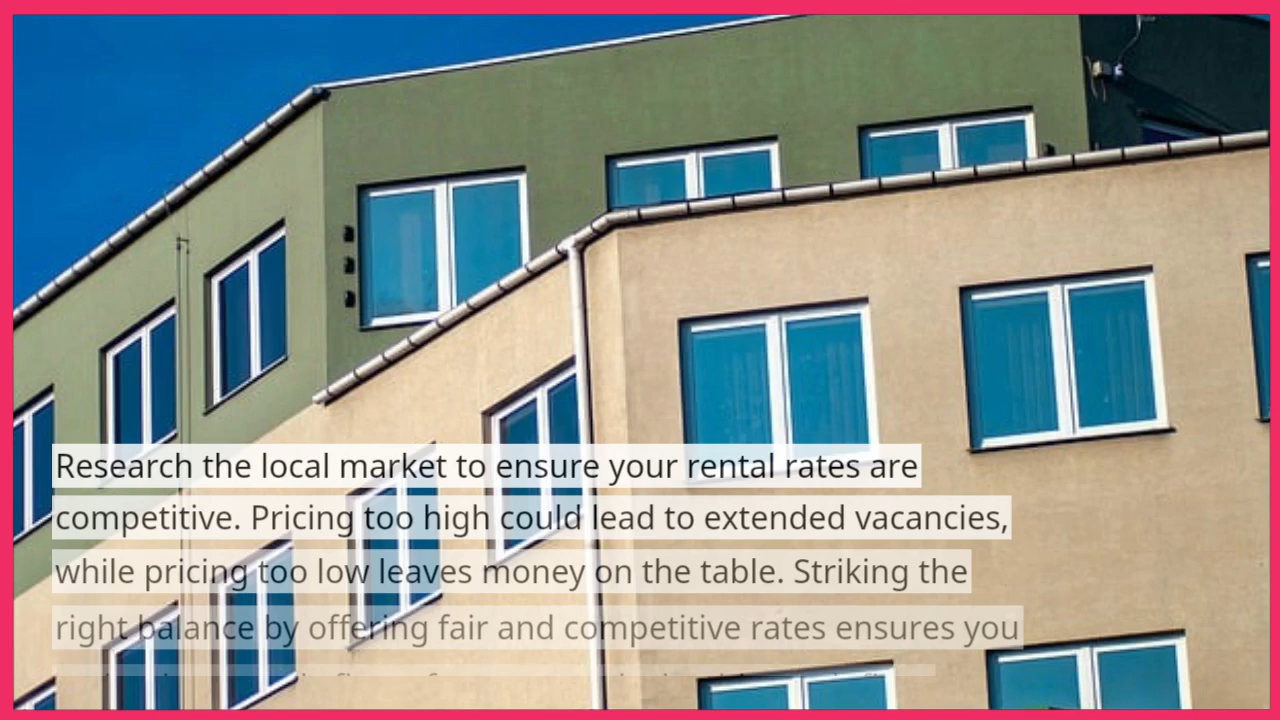 Research the local market to ensure your rental rates are
competitive. Pricing too high could lead to extended vacancies,
while pricing too low leaves money on the table. Striking the
right balance by offering fair and competitive rates ensures you